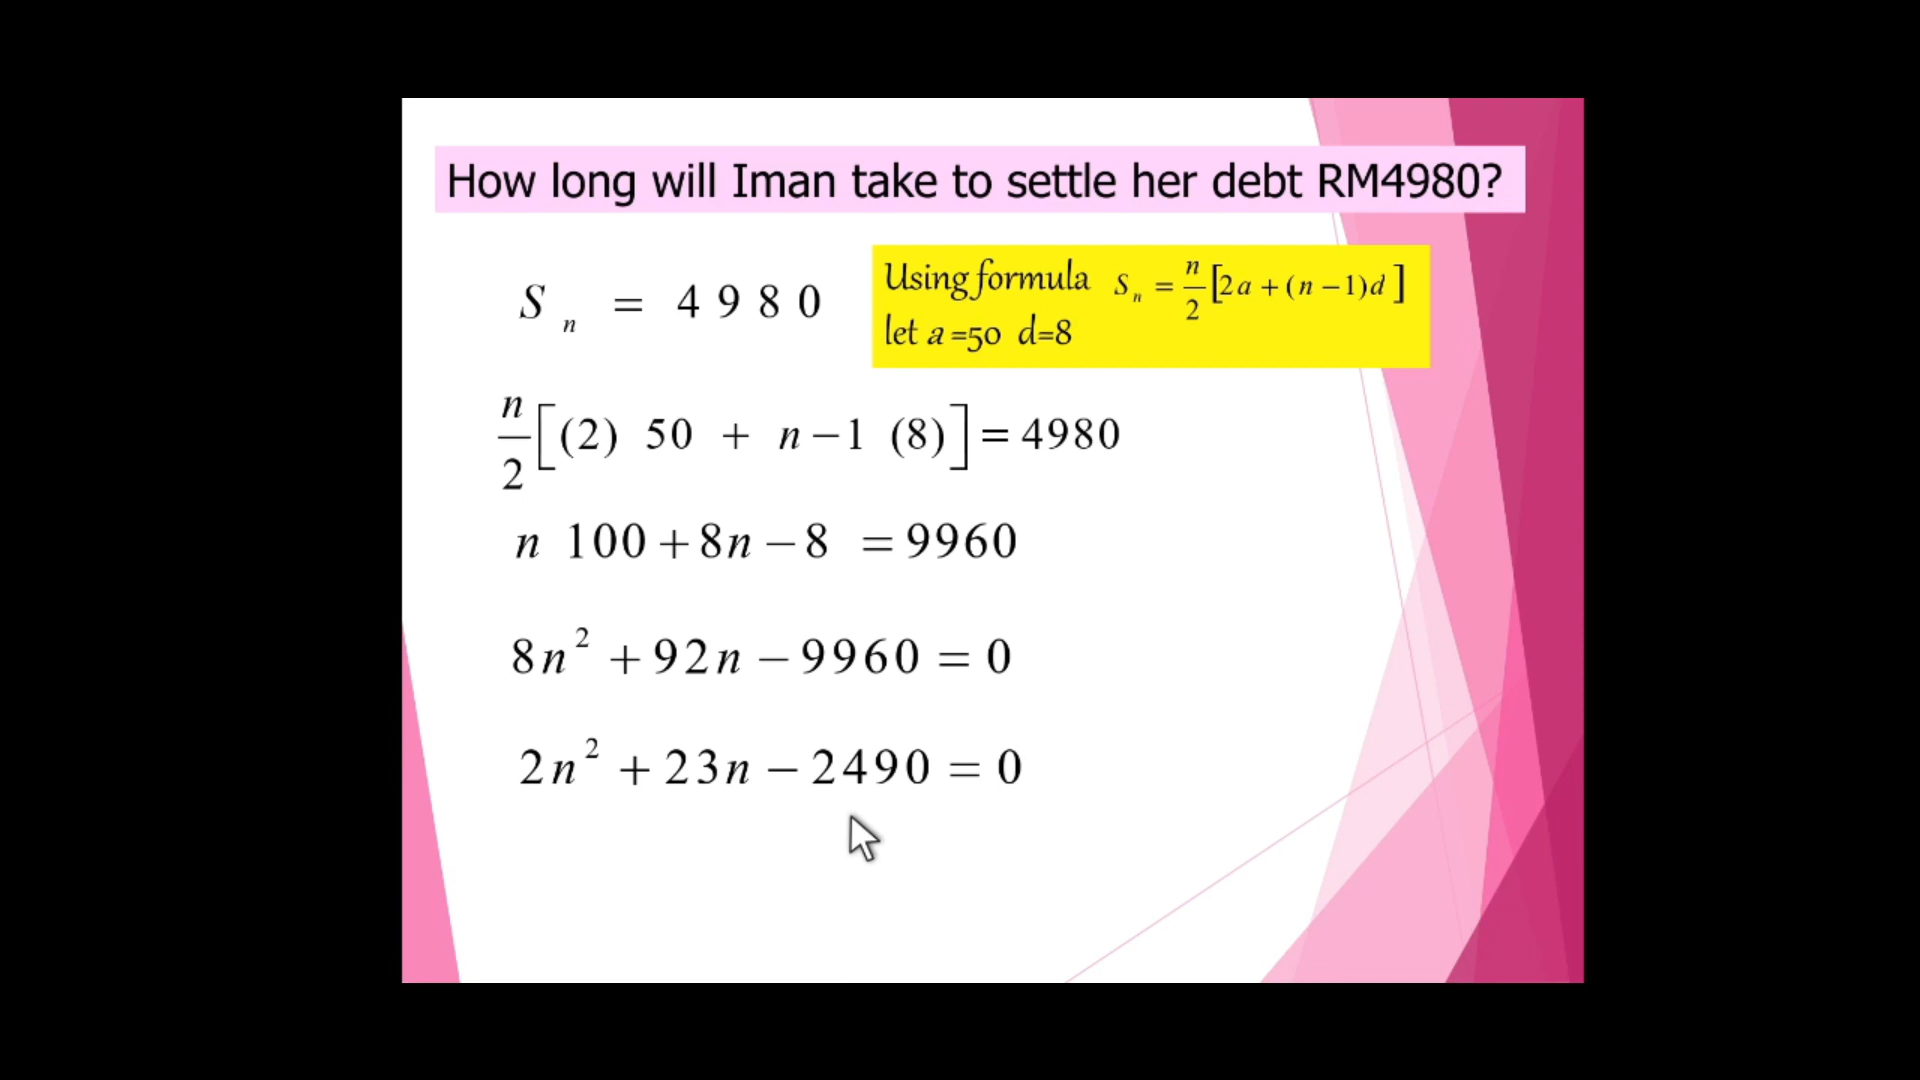 How long will Iman take to settle her debt RM4980?
Sₙ = 4980
Using formula Sₙ = n/2 [2a + (n − 1)d]
let a =50 d=8
n/2 [(2) 50 + n − 1 (8)] = 4980
n 100 + 8n − 8 = 9960
8n² + 92n − 9960 = 0
2n² + 23n − 2490 = 0